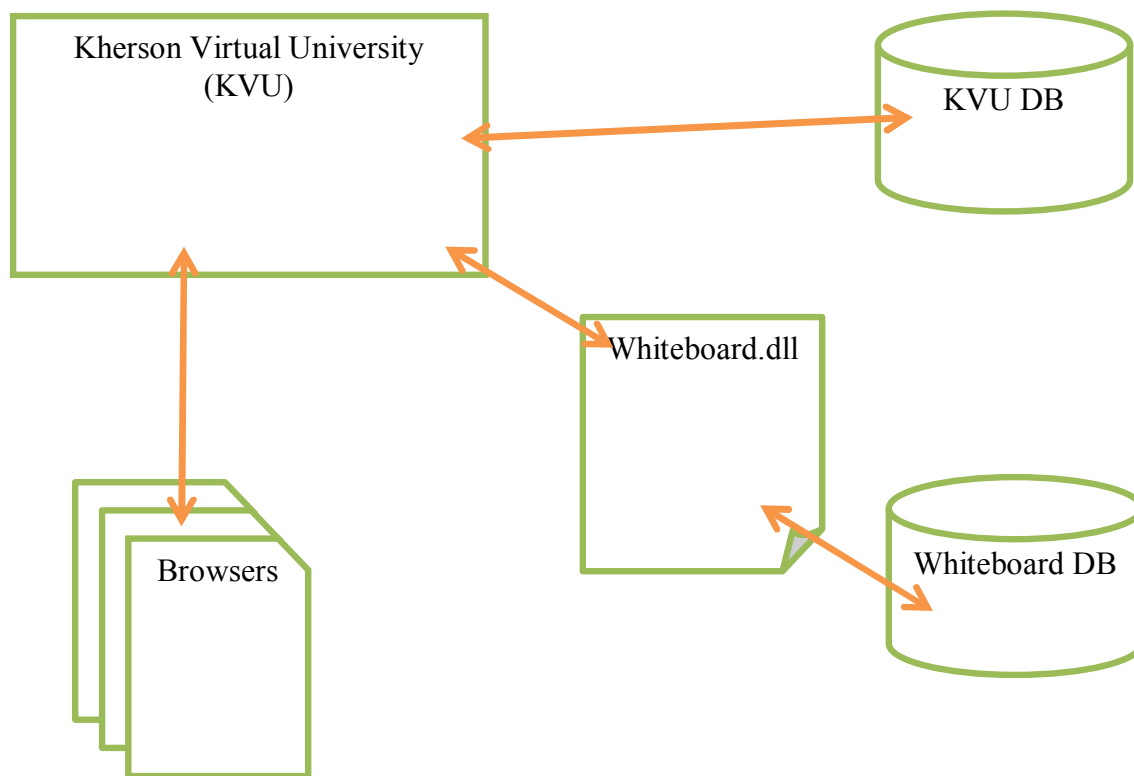 Kherson Virtual University
(KVU)
KVU DB
Whiteboard.dll
Browsers
Whiteboard DB